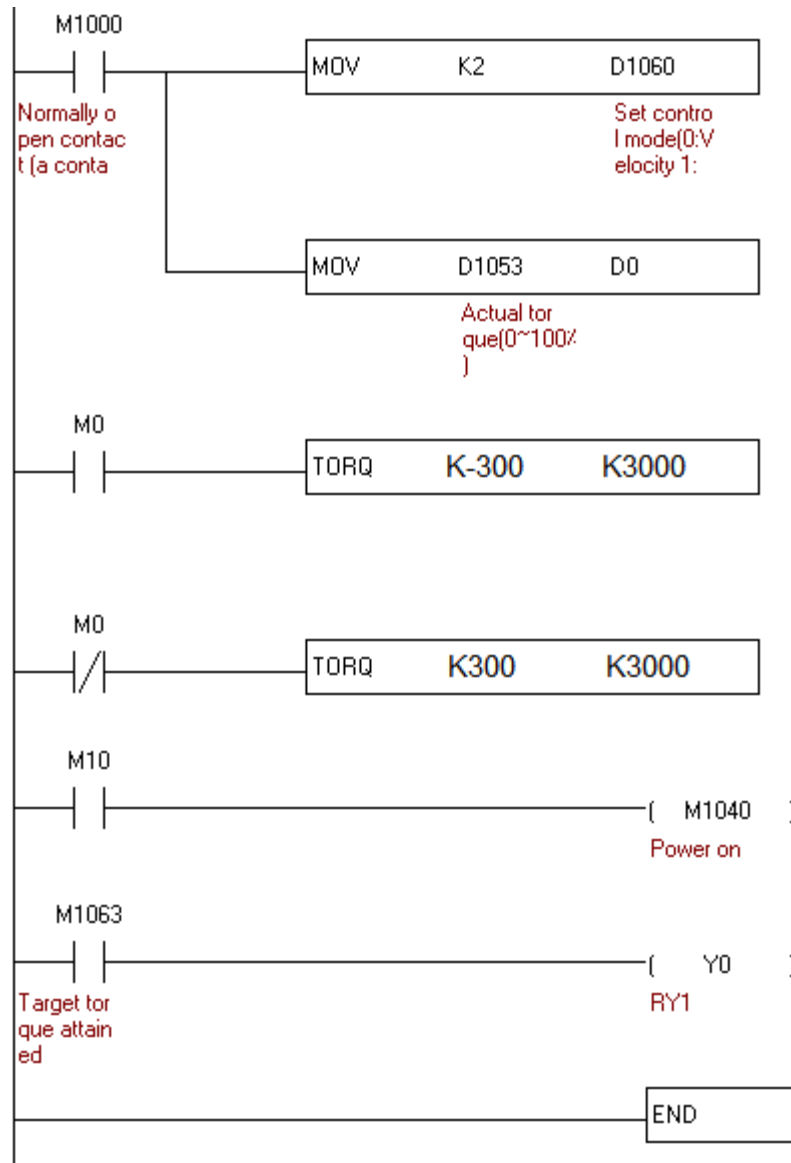 M1000
MOV K2 D1060
Normally o
pen contac
t (a conta
Set contro
l mode(0:V
elocity 1:
MOV D1053 D0
Actual tor
que(0~100%
)
M0
TORQ K-300 K3000
M0
TORQ K300 K3000
M10
( M1040 )
Power on
M1063
( Y0 )
Target tor
que attain
ed
RY1
END